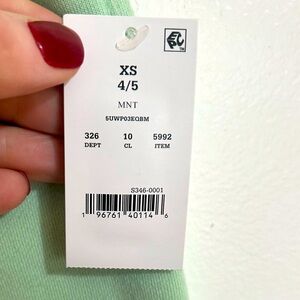 XS
4/5
MNT
5UWP03EQBM
326 10 5992
DEPT CL ITEM
S346-0001
1 96761 40114 6